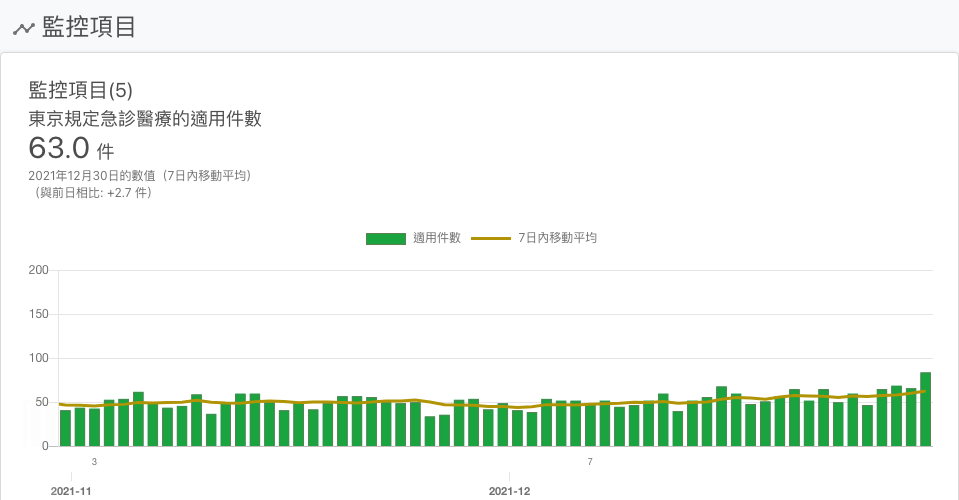 監控項目
監控項目(5)
東京規定急診醫療的適用件數
63.0 件
2021年12月30日的數值（7日內移動平均）
（與前日相比: +2.7 件）
適用件數 7日內移動平均
200
150
100
50
0
3 7
2021-11 2021-12